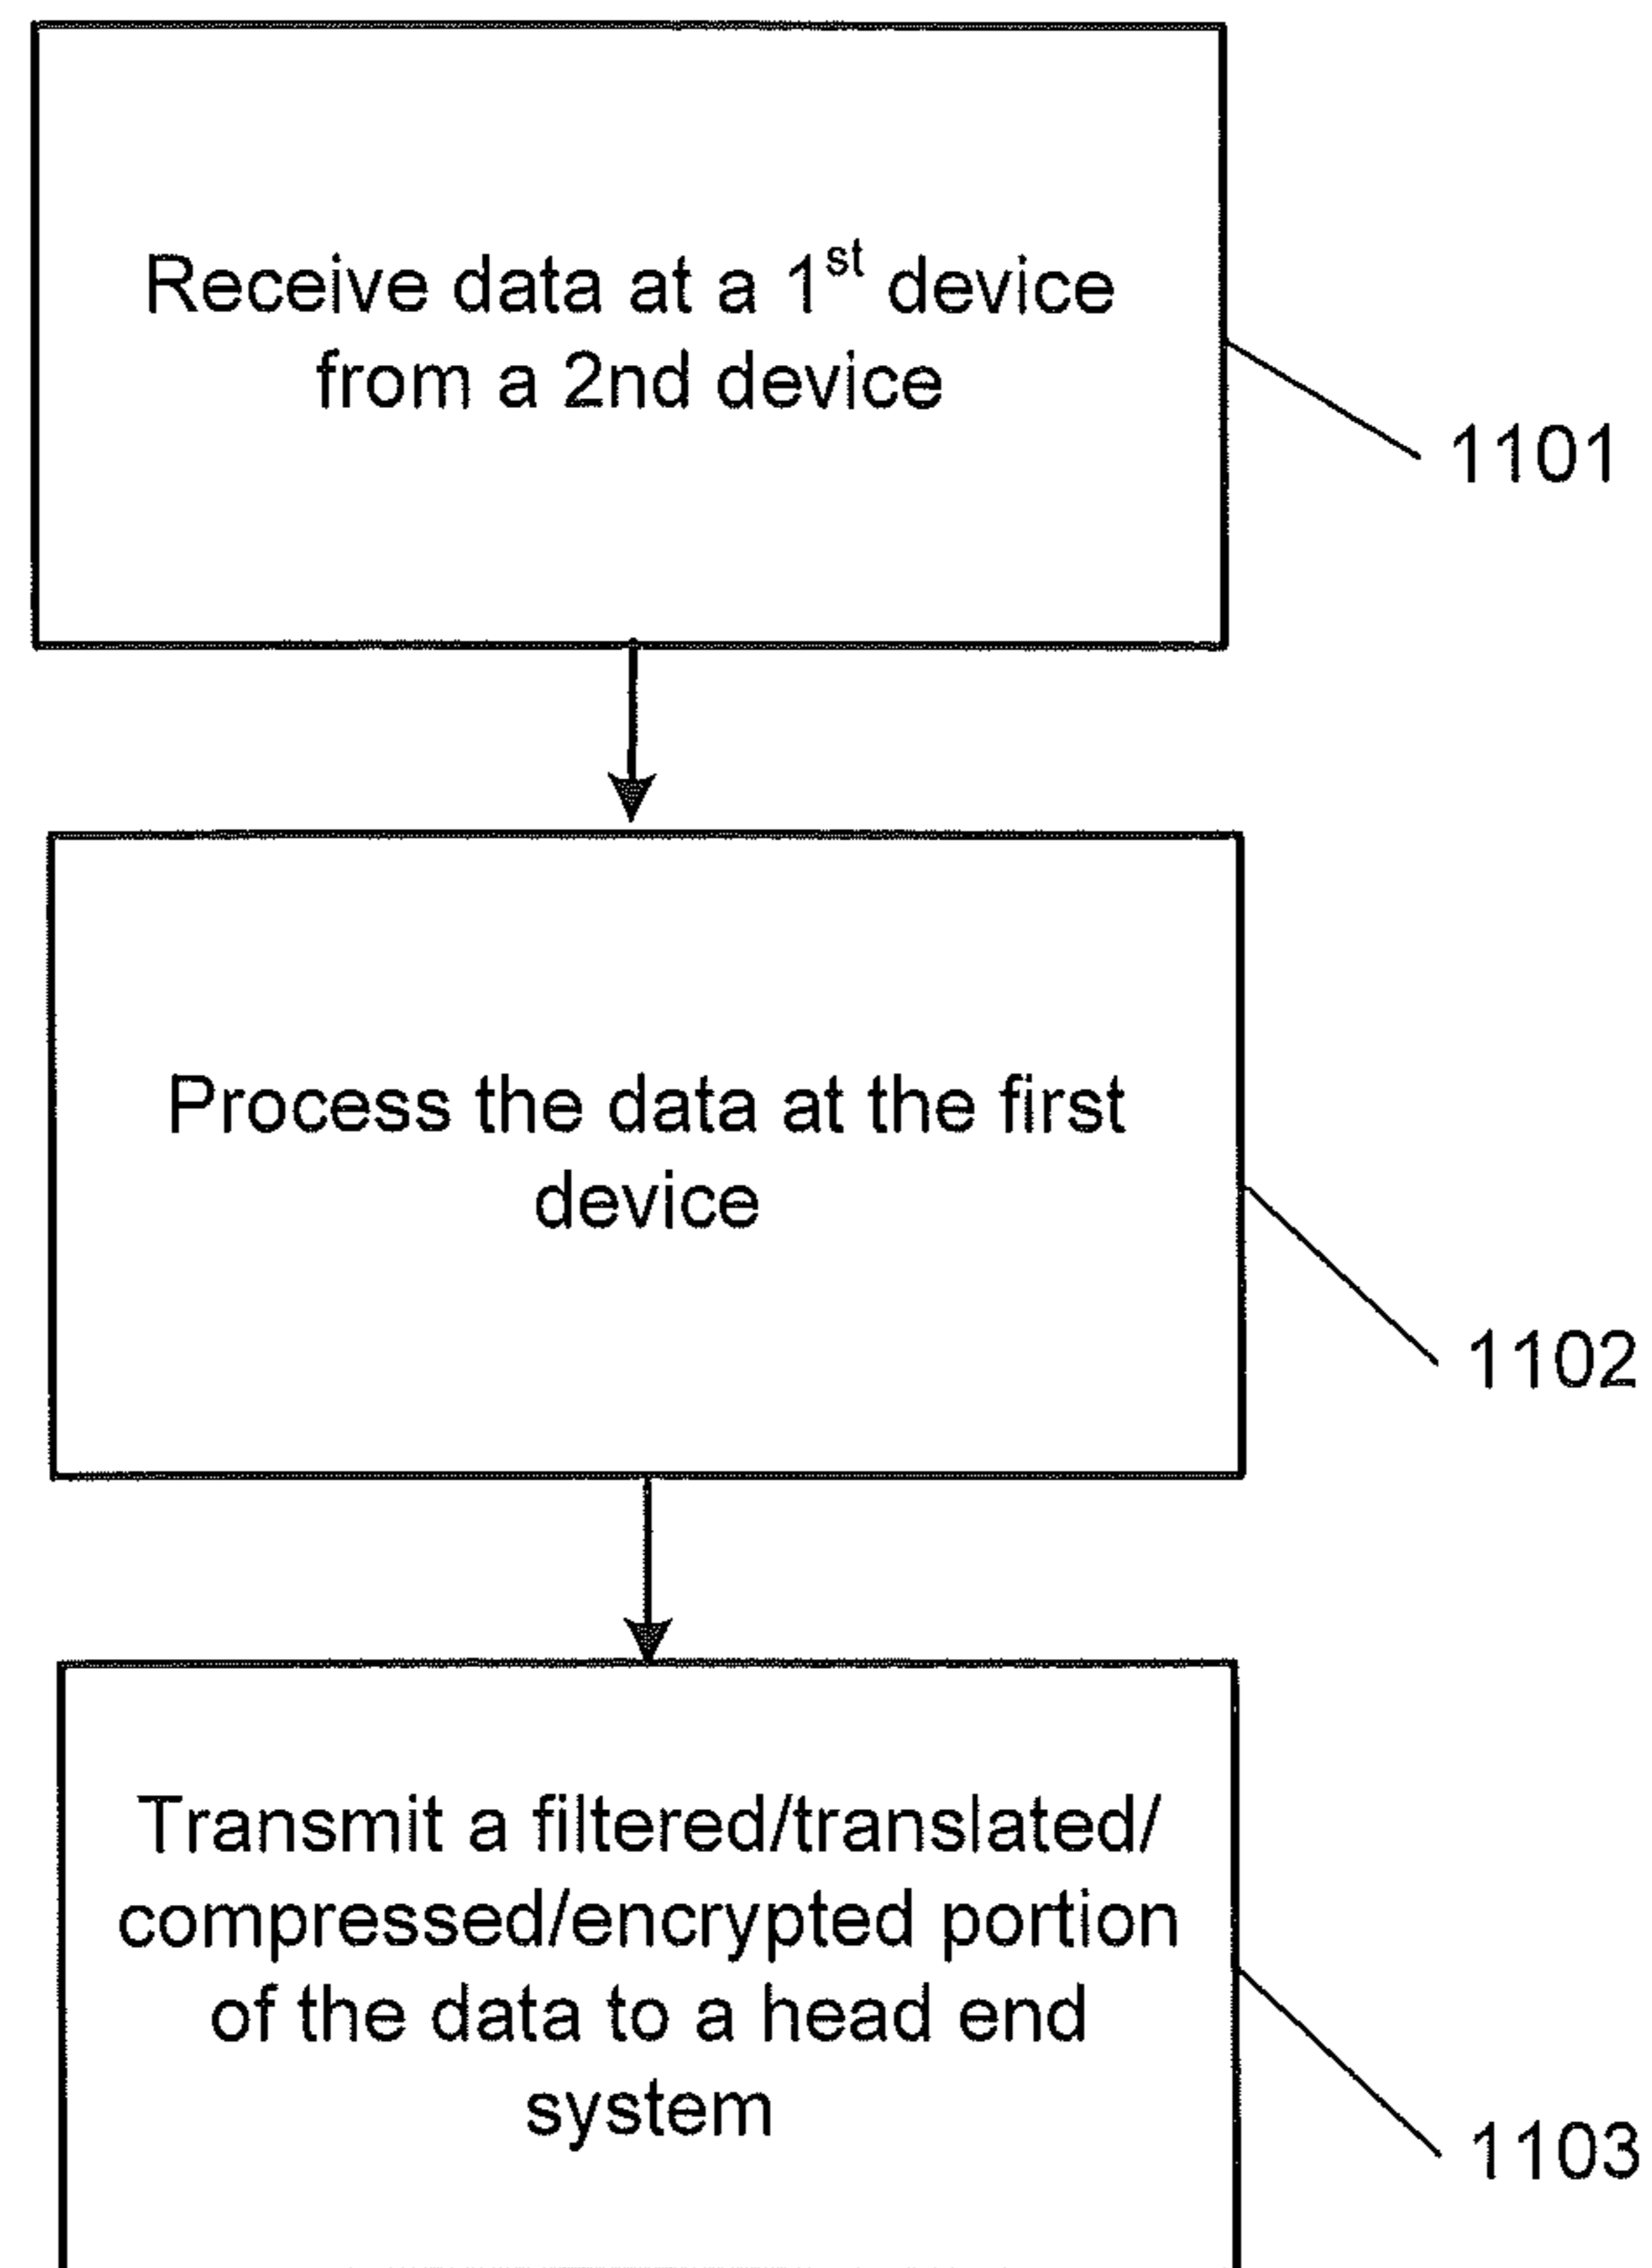 Receive data at a 1st device
from a 2nd device
1101
Process the data at the first
device
1102
Transmit a filtered/translated/
compressed/encrypted portion
of the data to a head end
system
1103